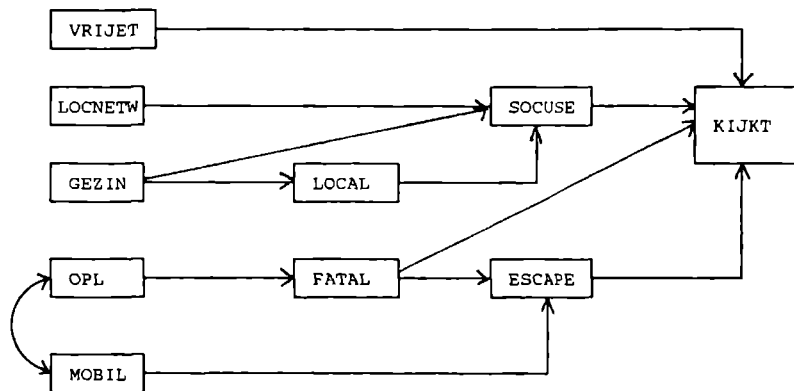 VRIJET
LOCNETW
SOCUSE
KIJKT
GEZIN
LOCAL
OPL
FATAL
ESCAPE
MOBIL